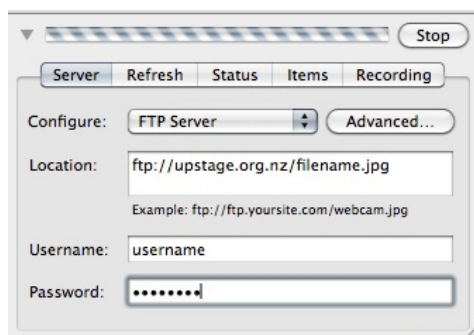 Stop
Server Refresh Status Items Recording
Configure: FTP Server Advanced...
Location: ftp://upstage.org.nz/filename.jpg
Example: ftp://ftp.yoursite.com/webcam.jpg
Username: username
Password: ••••••••